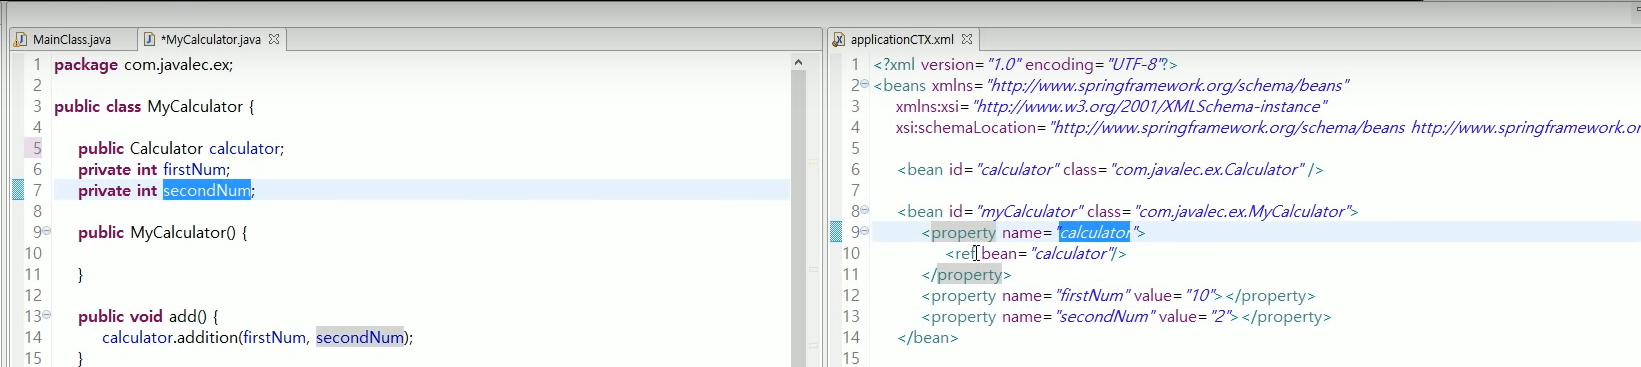 MainClass.java
*MyCalculator.java
1 package com.javalec.ex;
2
3 public class MyCalculator {
4
5 public Calculator calculator;
6 private int firstNum;
7 private int secondNum;
8
9 public MyCalculator() {
10
11 }
12
13 public void add() {
14 calculator.addition(firstNum, secondNum);
15 }
applicationCTX.xml
1 <?xml version="1.0" encoding="UTF-8"?>
2 <beans xmlns="http://www.springframework.org/schema/beans"
3 xmlns:xsi="http://www.w3.org/2001/XMLSchema-instance"
4 xsi:schemaLocation="http://www.springframework.org/schema/beans http://www.springframework.o
5
6 <bean id="calculator" class="com.javalec.ex.Calculator" />
7
8 <bean id="myCalculator" class="com.javalec.ex.MyCalculator">
9 <property name="calculator">
10 <ref bean="calculator"/>
11 </property>
12 <property name="firstNum" value="10"></property>
13 <property name="secondNum" value="2"></property>
14 </bean>
15